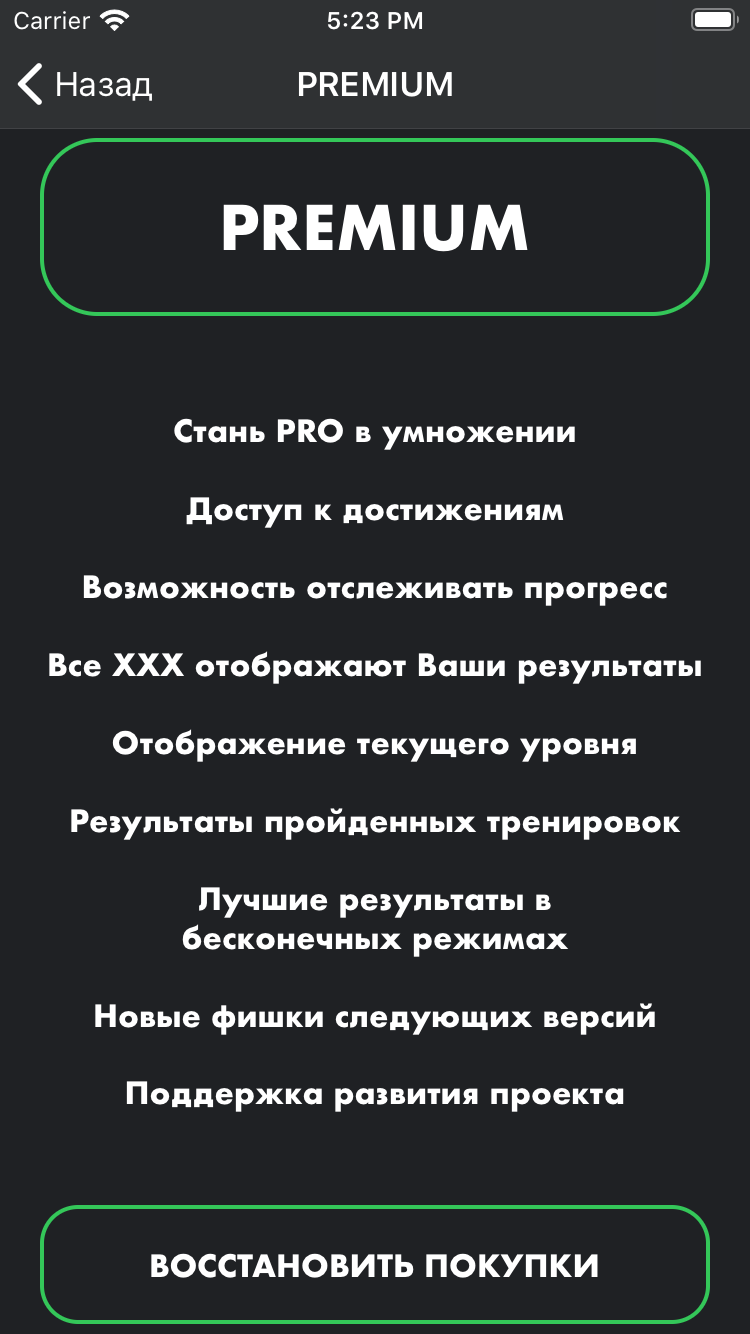 Carrier 5:23 PM
Назад PREMIUM
PREMIUM
Стань PRO в умножении
Доступ к достижениям
Возможность отслеживать прогресс
Все XXX отображают Ваши результаты
Отображение текущего уровня
Результаты пройденных тренировок
Лучшие результаты в
бесконечных режимах
Новые фишки следующих версий
Поддержка развития проекта
ВОССТАНОВИТЬ ПОКУПКИ